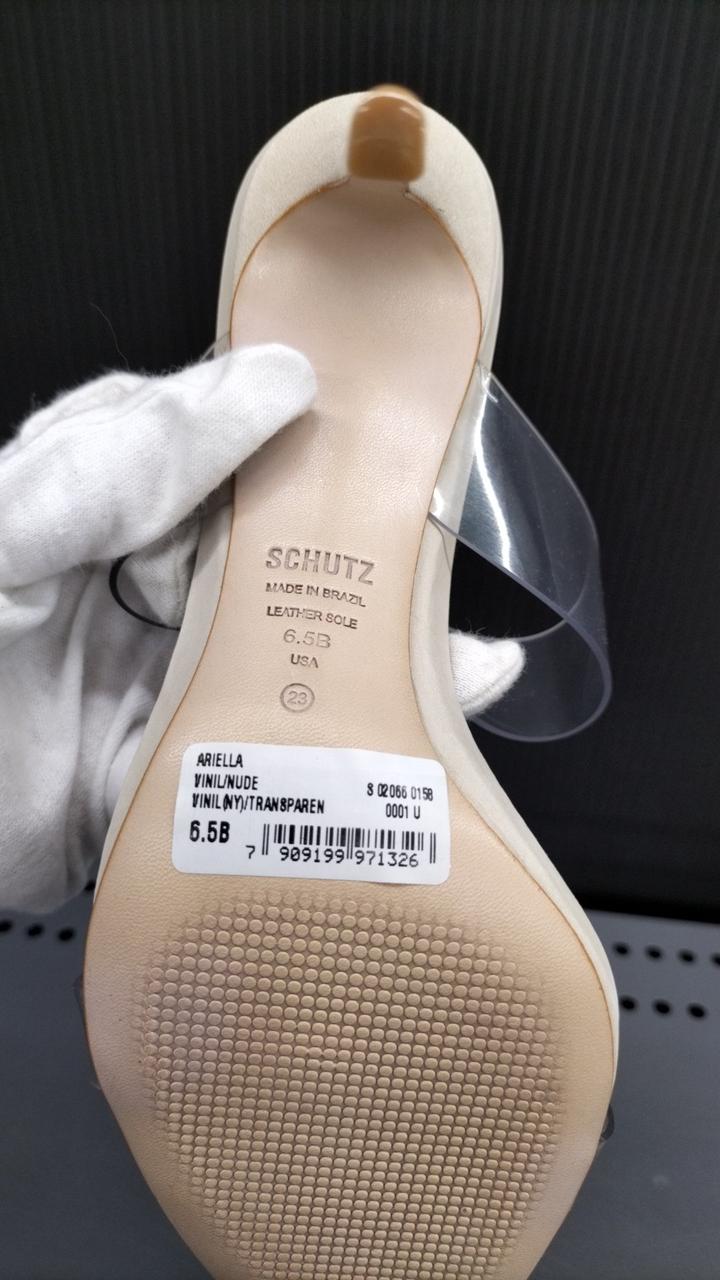 SCHUTZ
MADE IN BRAZIL
LEATHER SOLE
6.5B
USA
23
ARIELLA
VINIL/NUDE
VINIL(NY)/TRANSPAREN
S 02066 0158
0001 U
6.5B
7 909199 971326